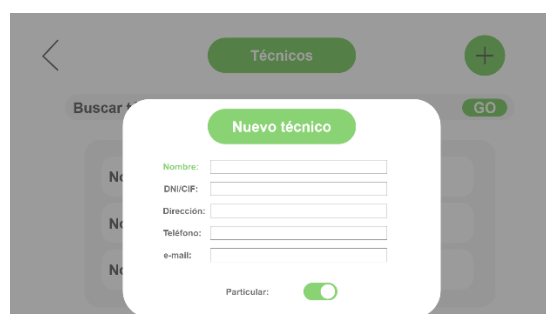 Técnicos
+
Buscar
GO
Nuevo técnico
Nombre:
DNI/CIF:
Dirección:
Teléfono:
e-mail:
Particular: